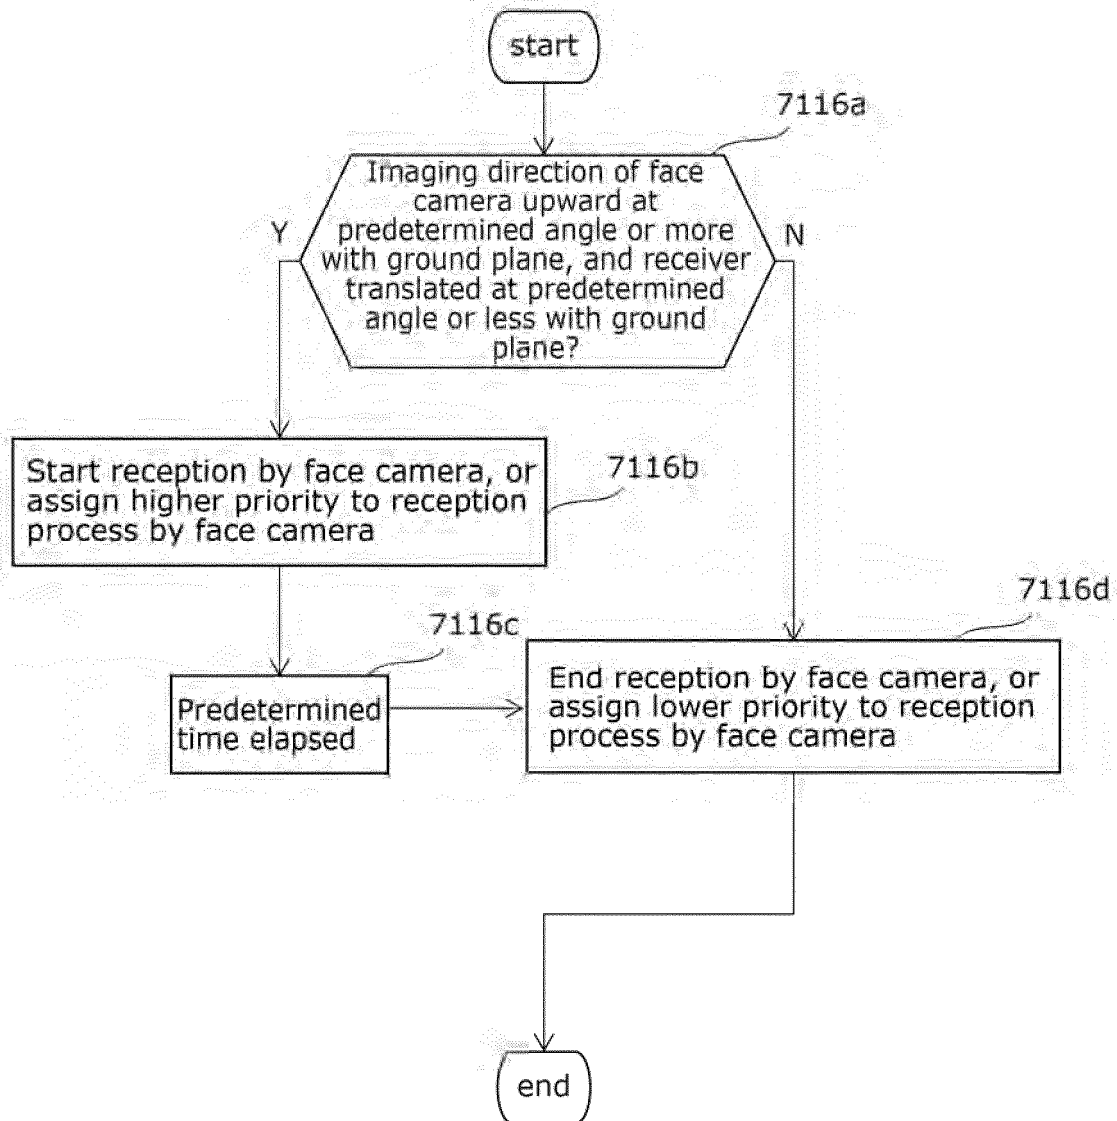 start
7116a
Imaging direction of face
camera upward at
predetermined angle or more
with ground plane, and receiver
translated at predetermined
angle or less with ground
plane?
Y
N
Start reception by face camera, or
assign higher priority to reception
process by face camera
7116b
7116c
Predetermined
time elapsed
7116d
End reception by face camera, or
assign lower priority to reception
process by face camera
end